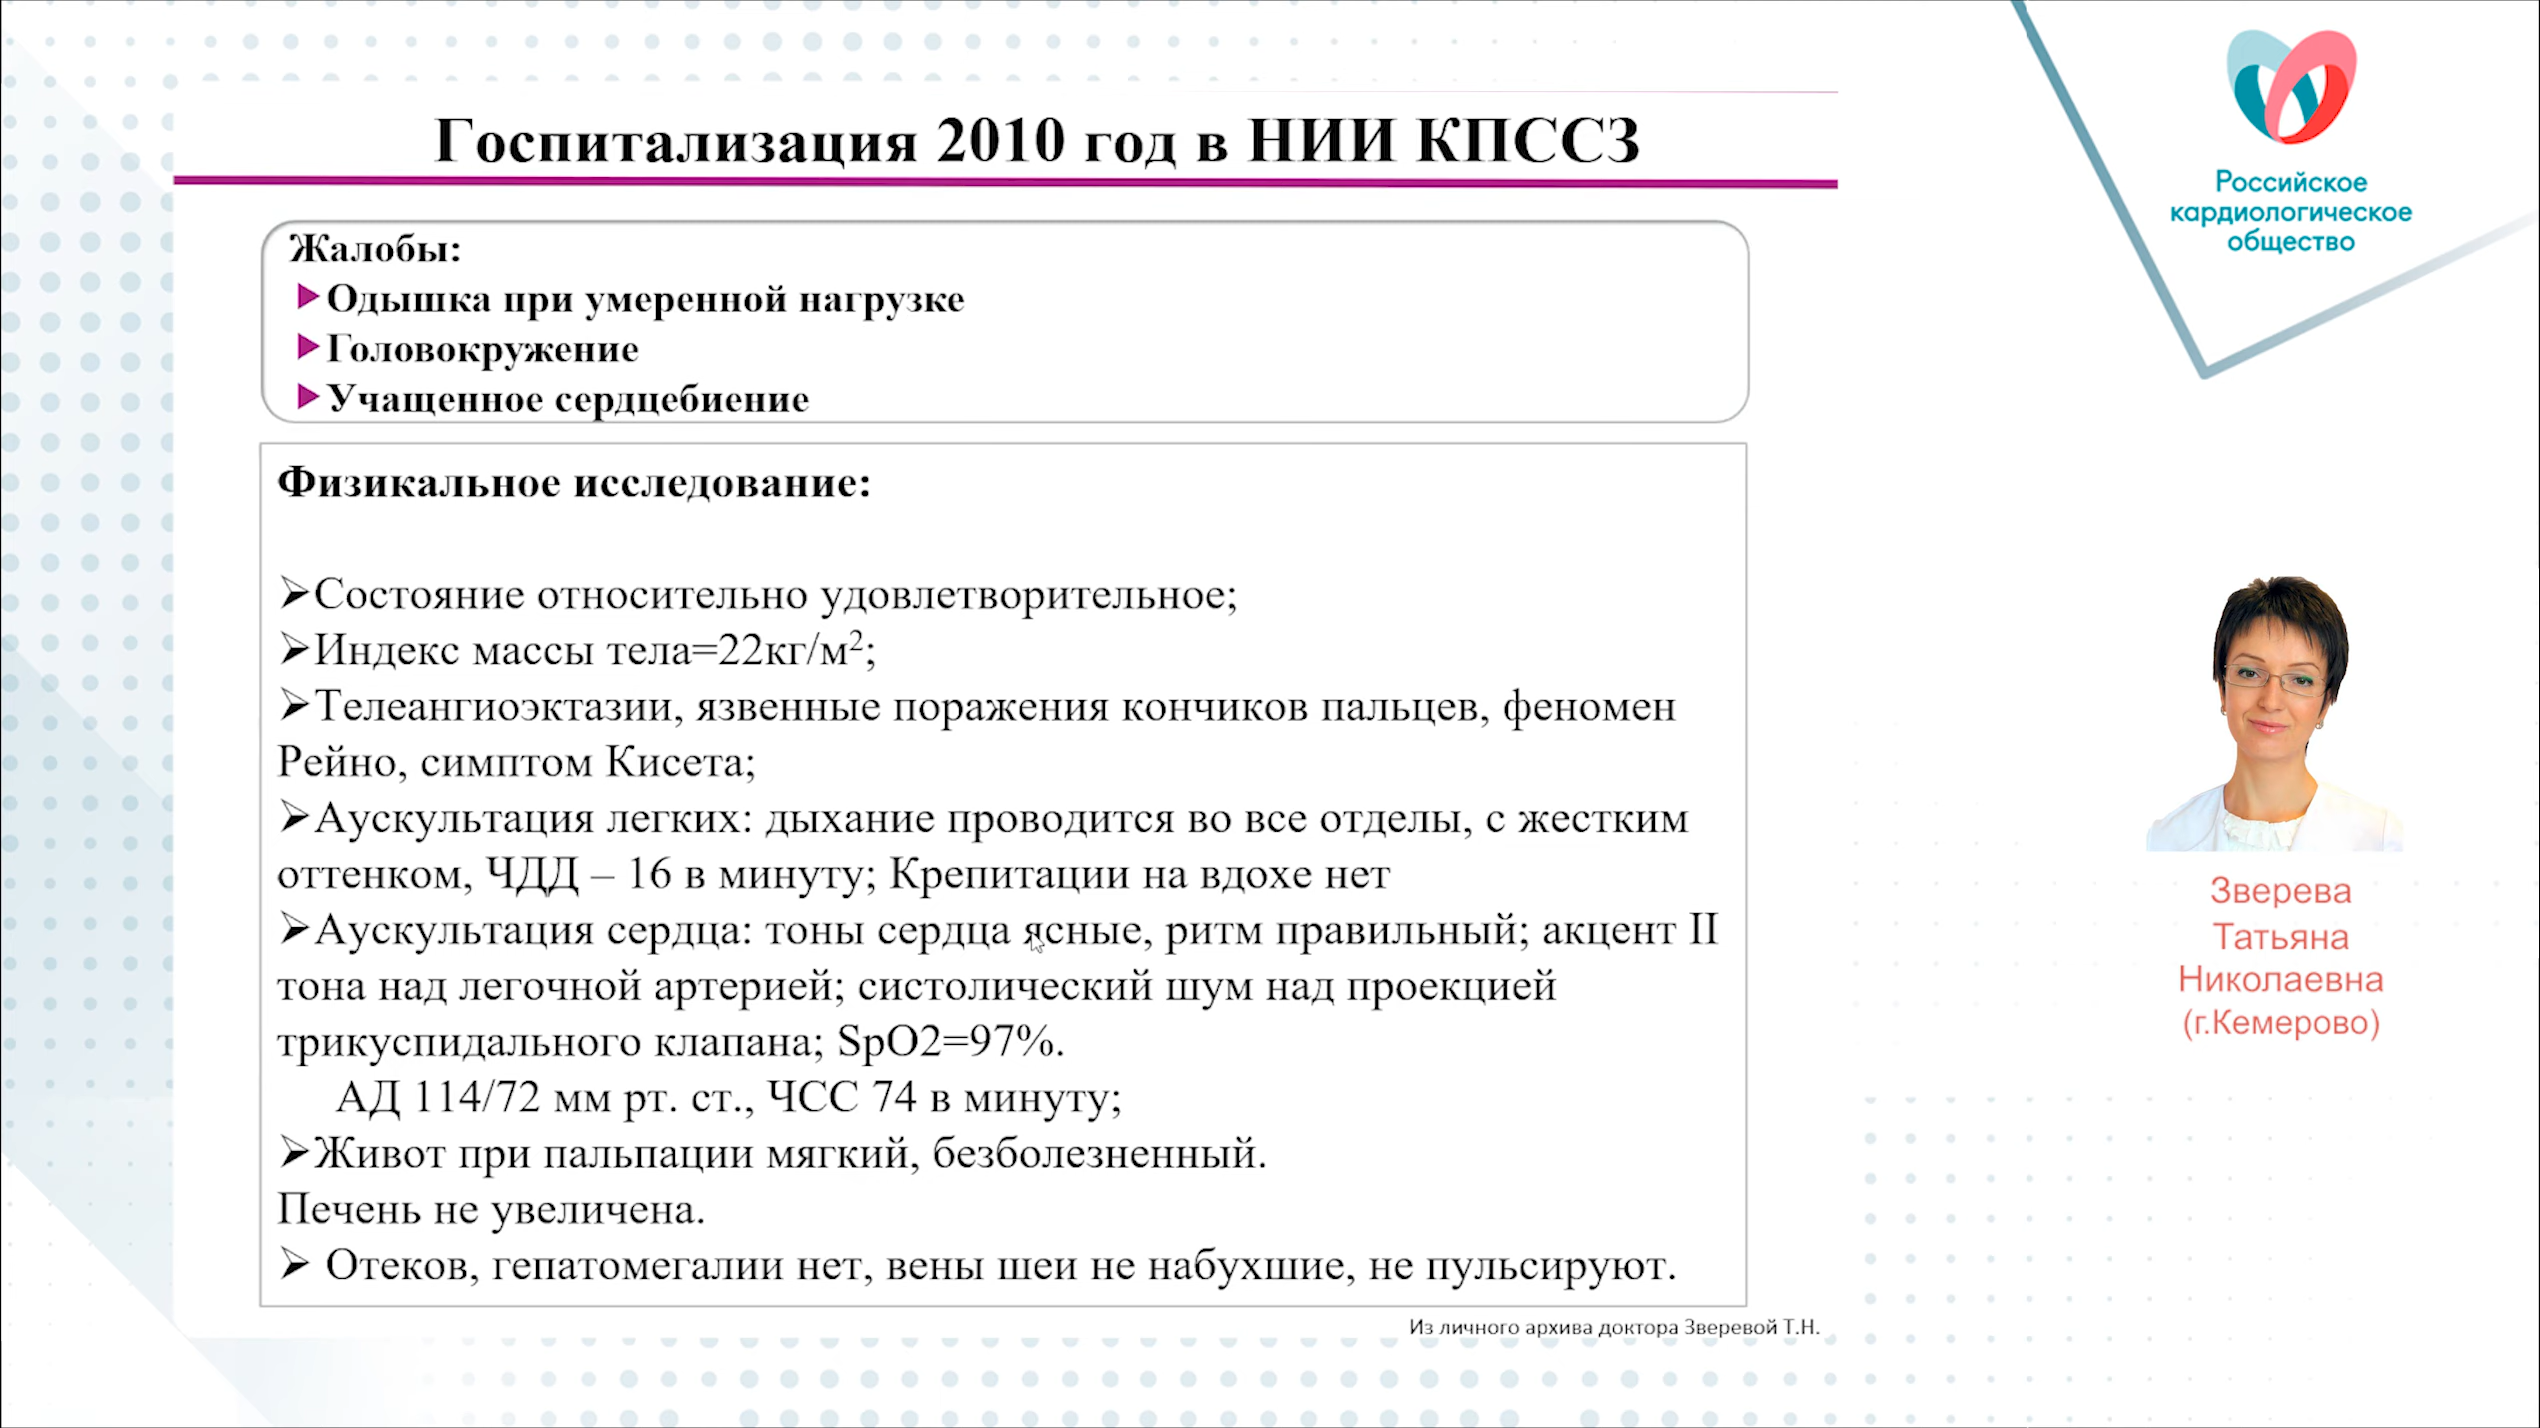 Госпитализация 2010 год в НИИ КПССЗ
Жалобы:
Одышка при умеренной нагрузке
Головокружение
Учащенное сердцебиение
Физикальное исследование:
Состояние относительно удовлетворительное;
Индекс массы тела=22кг/м²;
Телеангиоэктазии, язвенные поражения кончиков пальцев, феномен
Рейно, симптом Кисета;
Аускультация легких: дыхание проводится во все отделы, с жестким
оттенком, ЧДД – 16 в минуту; Крепитации на вдохе нет
Аускультация сердца: тоны сердца ясные, ритм правильный; акцент II
тона над легочной артерией; систолический шум над проекцией
трикуспидального клапана; SpO2=97%.
АД 114/72 мм рт. ст., ЧСС 74 в минуту;
Живот при пальпации мягкий, безболезненный.
Печень не увеличена.
Отеков, гепатомегалии нет, вены шеи не набухшие, не пульсируют.
Из личного архива доктора Зверевой Т.Н.
Российское
кардиологическое
общество
Зверева
Татьяна
Николаевна
(г.Кемерово)